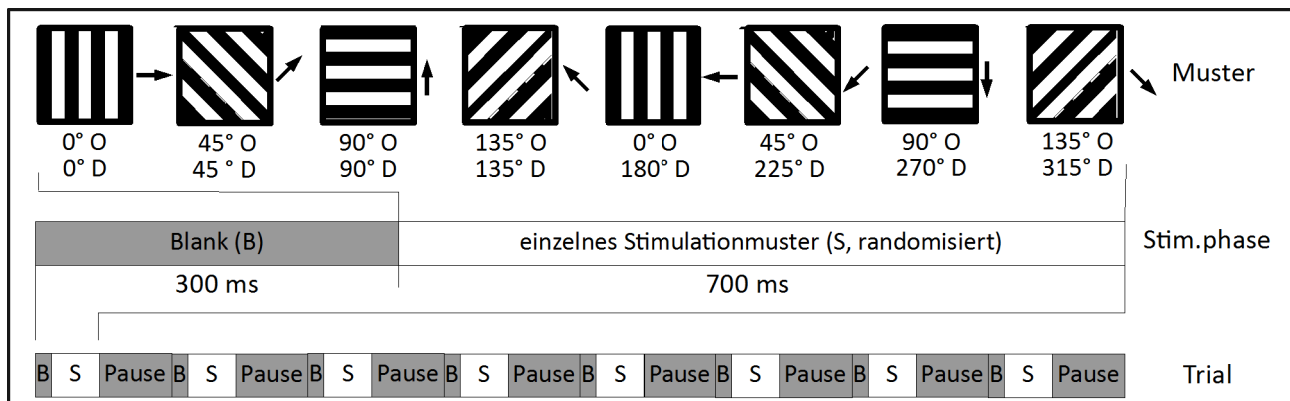 Muster
0° O 45° O 90° O 135° O 0° O 45° O 90° O 135° O
0° D 45° D 90° D 135° D 180° D 225° D 270° D 315° D
Blank (B) einzelnes Stimulationmuster (S, randomisiert) Stim.phase
300 ms 700 ms
B S Pause B S Pause B S Pause B S Pause B S Pause B S Pause B S Pause B S Pause Trial